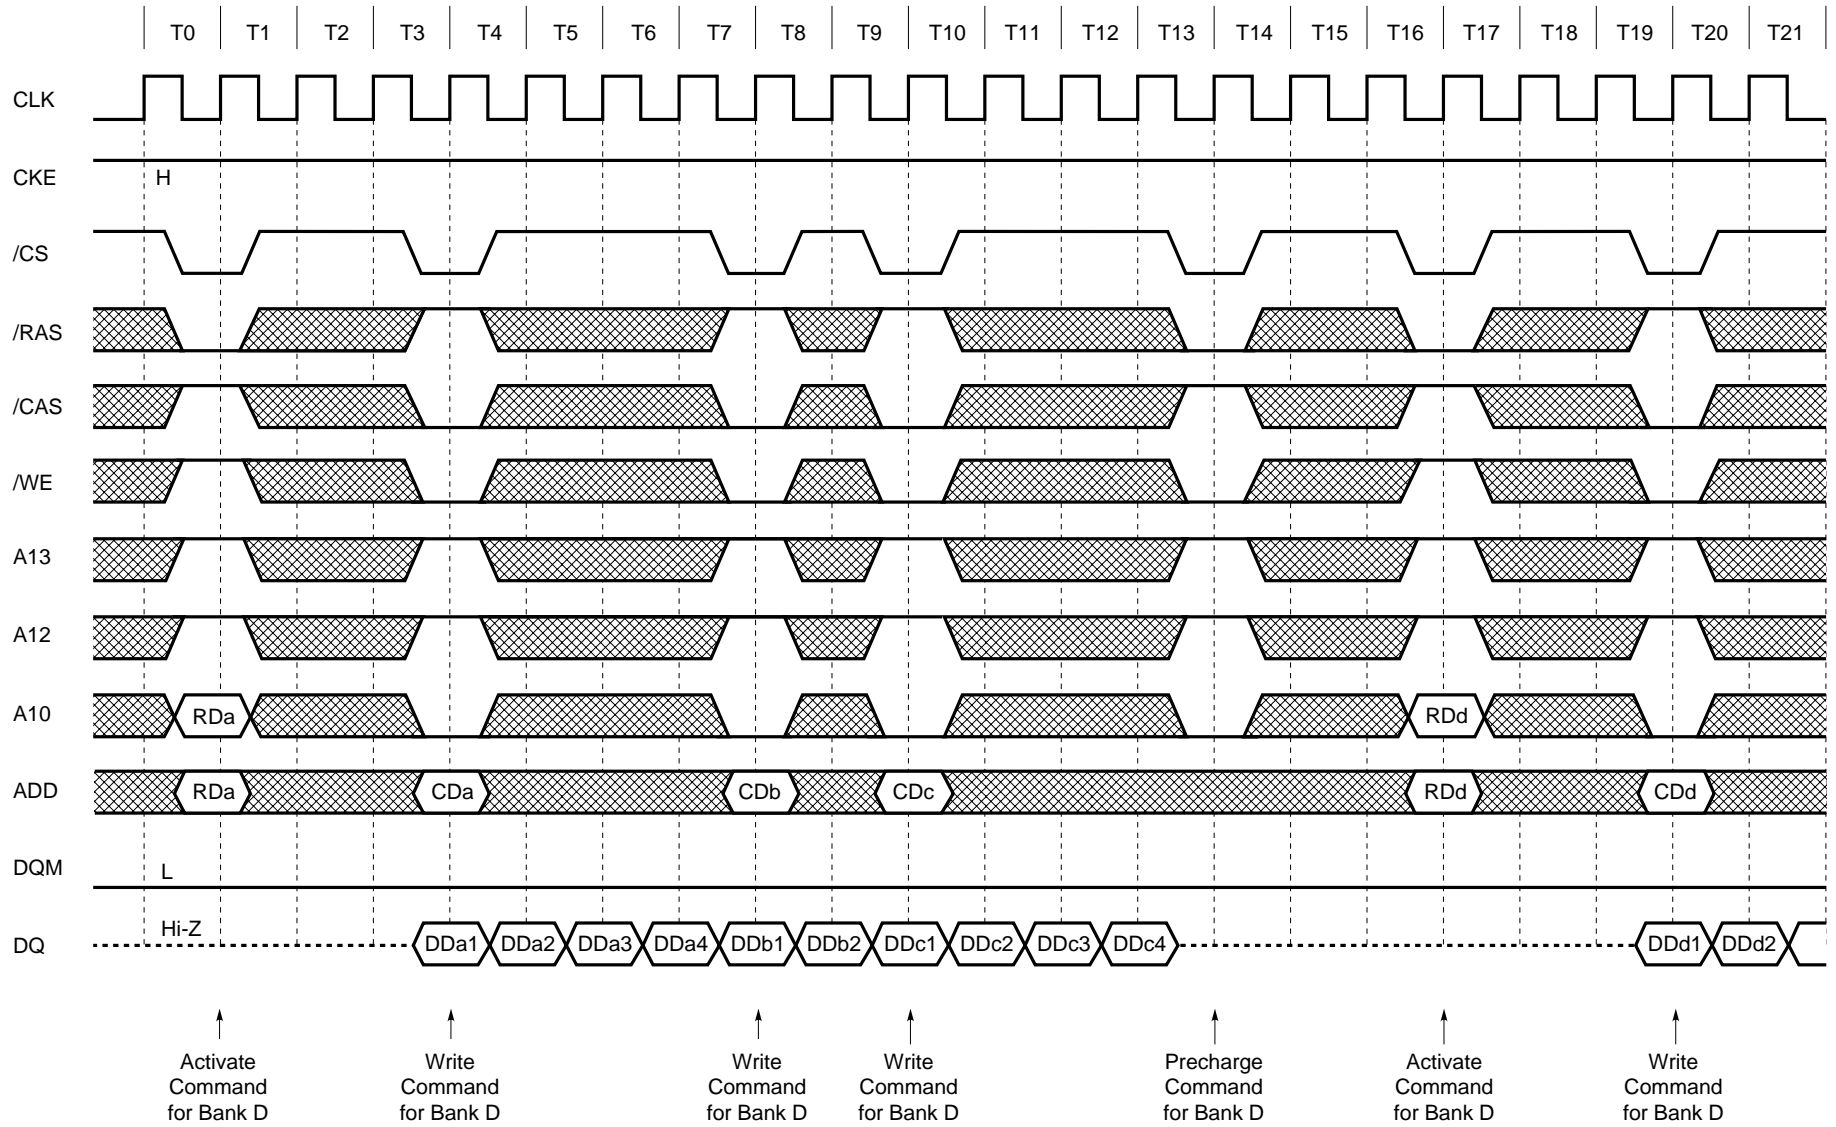 T0 T1 T2 T3 T4 T5 T6 T7 T8 T9 T10 T11 T12 T13 T14 T15 T16 T17 T18 T19 T20 T21
CLK
CKE H
/CS
/RAS
/CAS
/WE
A13
A12
A10 RDa RDd
ADD RDa CDa CDb CDc RDd CDd
DQM L
DQ Hi-Z DDa1 DDa2 DDa3 DDa4 DDb1 DDb2 DDc1 DDc2 DDc3 DDc4 DDd1 DDd2
Activate
Command
for Bank D
Write
Command
for Bank D
Write
Command
for Bank D
Write
Command
for Bank D
Precharge
Command
for Bank D
Activate
Command
for Bank D
Write
Command
for Bank D